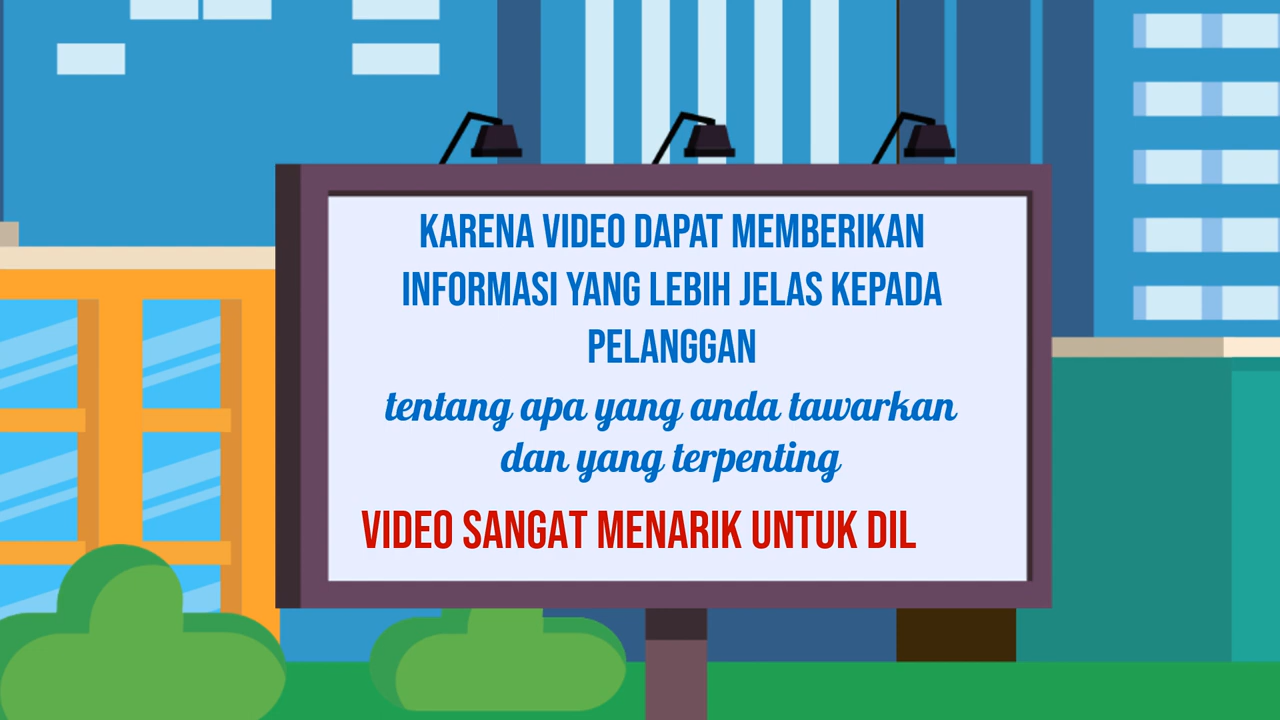 KARENA VIDEO DAPAT MEMBERIKAN
INFORMASI YANG LEBIH JELAS KEPADA
PELANGGAN
tentang apa yang anda tawarkan
dan yang terpenting
VIDEO SANGAT MENARIK UNTUK DIL